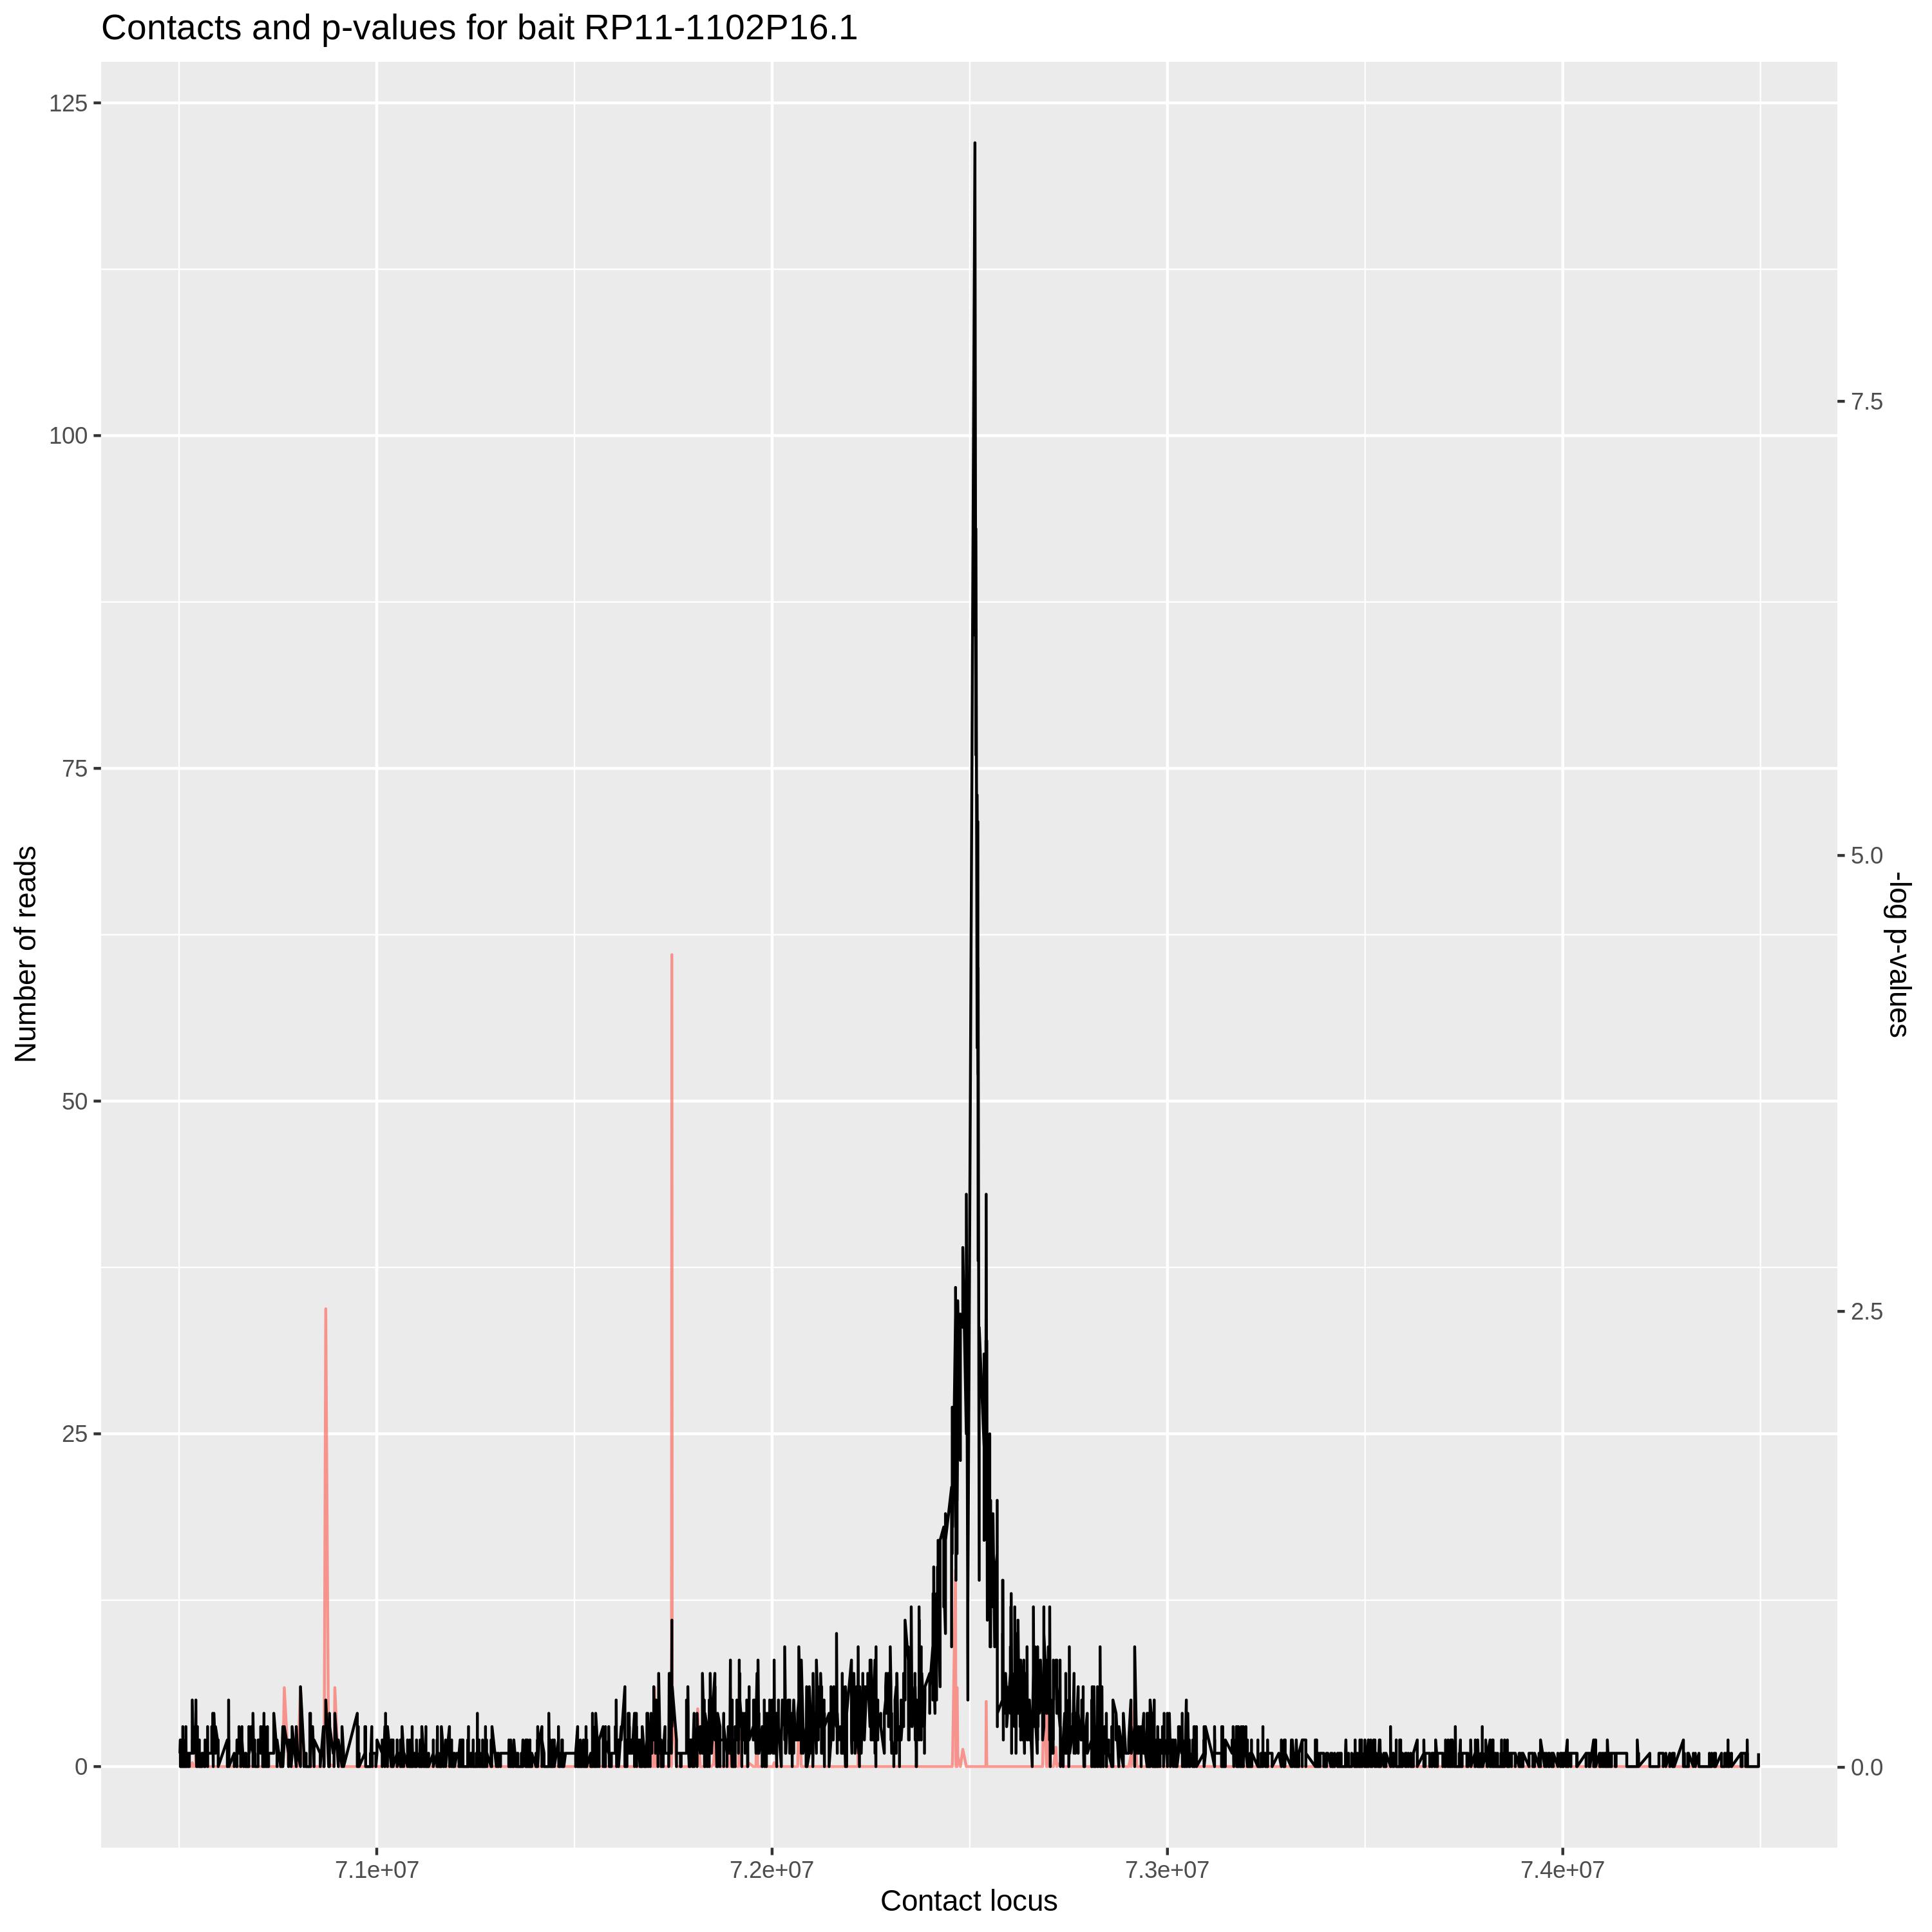 Contacts and p-values for bait RP11-1102P16.1
125
100
75
50
25
0
Number of reads
7.5
5.0
2.5
0.0
-log p-values
7.1e+07
7.2e+07
7.3e+07
7.4e+07
Contact locus